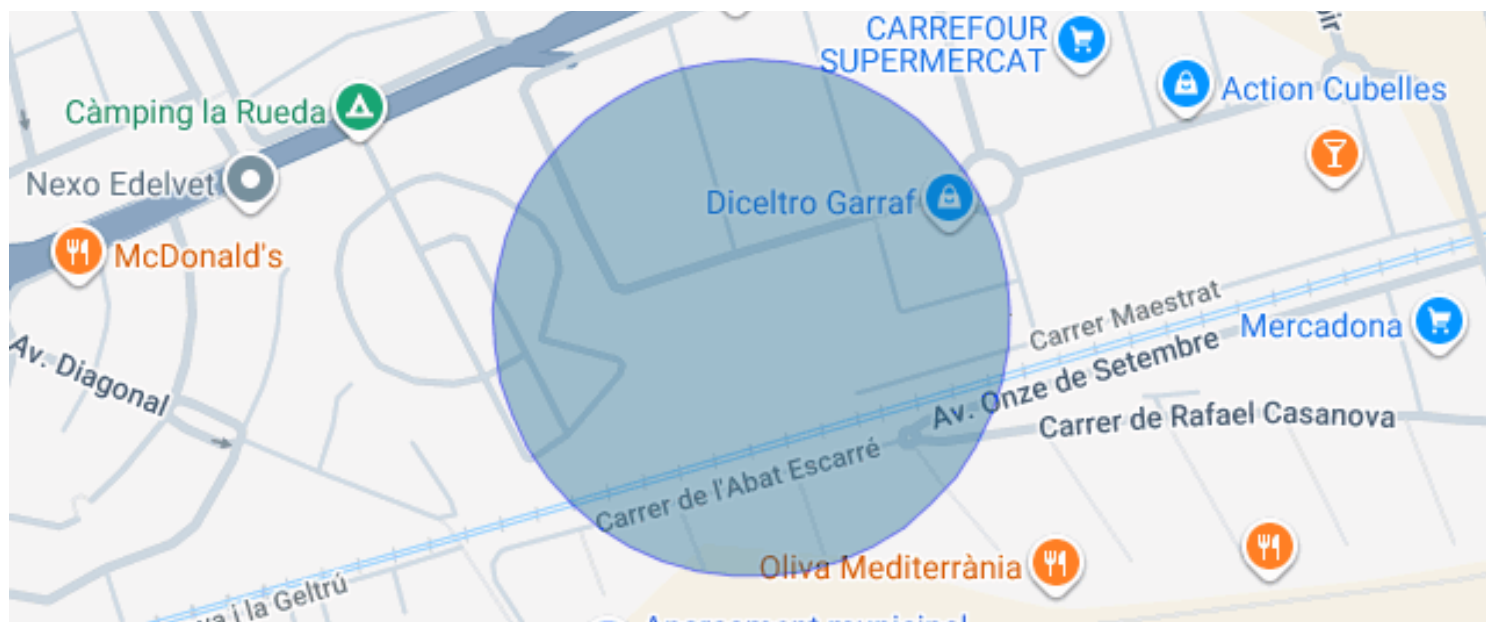 CARREFOUR
SUPERMERCAT
Càmping la Rueda
Action Cubelles
Nexo Edelvet
Diceltro Garraf
McDonald's
Carrer Maestrat
Mercadona
Av. Diagonal
Av. Onze de Setembre
Carrer de Rafael Casanova
Carrer de l'Abat Escarré
Oliva Mediterrània
va i la Geltrú